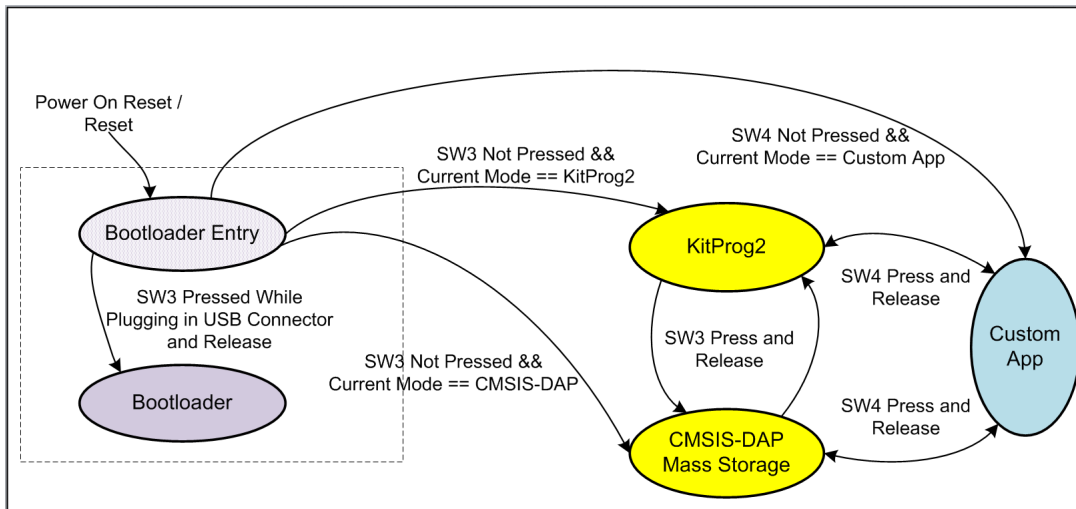 Power On Reset /
Reset
SW4 Not Pressed &&
Current Mode == Custom App
SW3 Not Pressed &&
Current Mode == KitProg2
Bootloader Entry
KitProg2
SW4 Press and
Release
SW3 Pressed While
Plugging in USB Connector
and Release
SW3 Press and
Release
Custom
App
SW3 Not Pressed &&
Current Mode == CMSIS-DAP
Bootloader
SW4 Press and
Release
CMSIS-DAP
Mass Storage